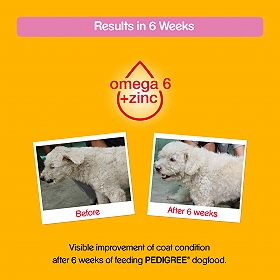 Results in 6 Weeks
omega 6
+zinc
Before
After 6 weeks
Visible improvement of coat condition
after 6 weeks of feeding PEDIGREE® dogfood.